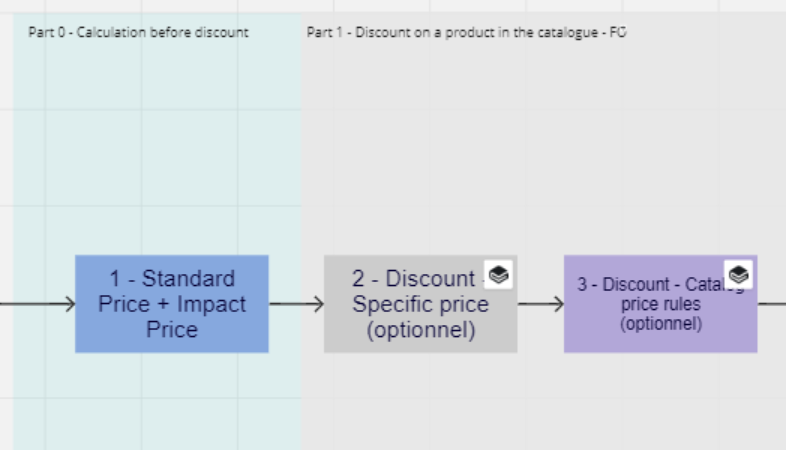 Part 0 - Calculation before discount
Part 1 - Discount on a product in the catalogue - FO
1 - Standard
Price + Impact
Price
2 - Discount -
Specific price
(optionnel)
3 - Discount - Catalog
price rules
(optionnel)